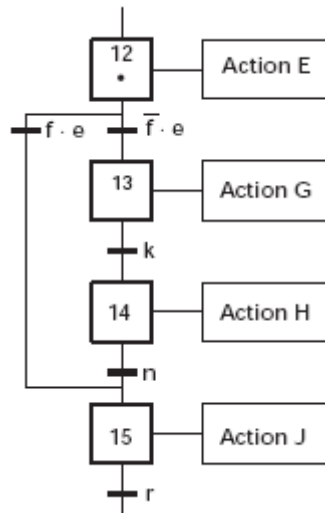 12 Action E
f · e f̅ · e
13 Action G
k
14 Action H
n
15 Action J
r